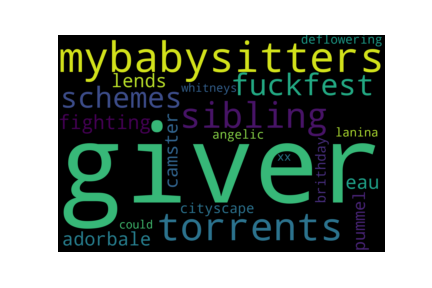 deflowering
mybabysitters
lends
whitneys
fuckfest
schemes
sibling
fighting
camster
angelic
lanina
giver
xx
brithday
eau
cityscape
pummel
could
torrents
adorbale